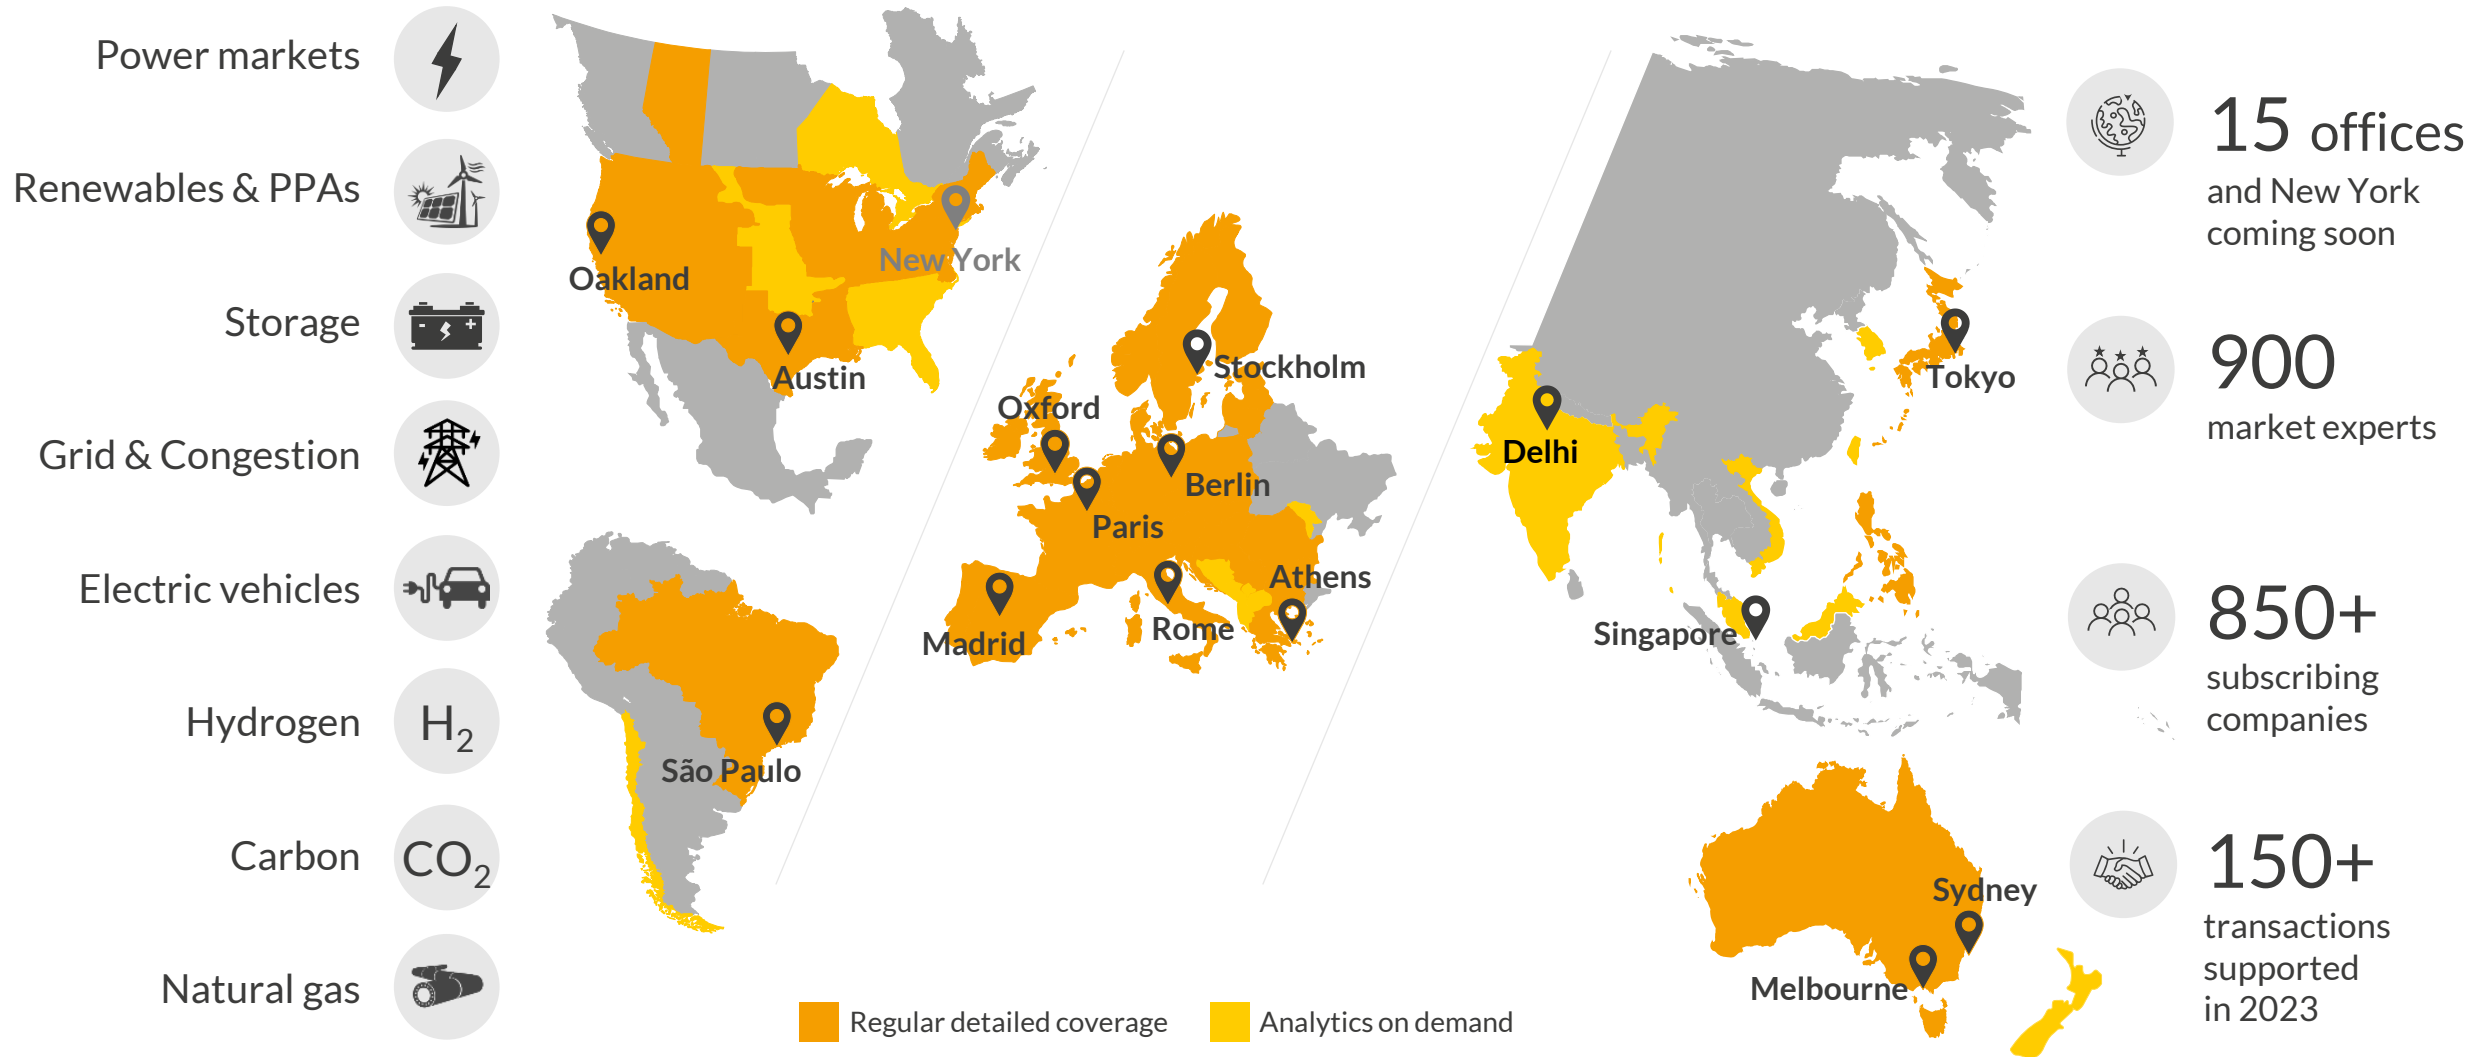 Power markets
Renewables & PPAs
Storage
Grid & Congestion
Electric vehicles
Hydrogen
H2
Carbon
CO2
Natural gas
Oakland
New York
Austin
São Paulo
Stockholm
Oxford
Berlin
Paris
Athens
Madrid
Rome
Delhi
Tokyo
Singapore
Sydney
Melbourne
Regular detailed coverage
Analytics on demand
15 offices
and New York
coming soon
900
market experts
850+
subscribing
companies
150+
transactions
supported
in 2023